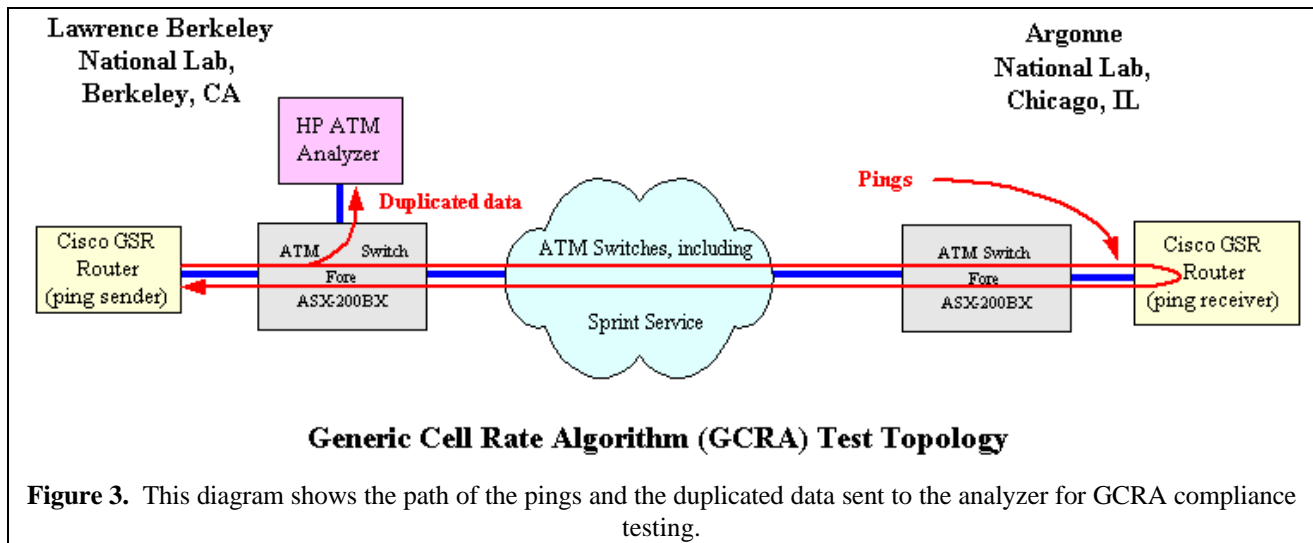 Lawrence Berkeley
National Lab,
Berkeley, CA
Argonne
National Lab,
Chicago, IL
HP ATM
Analyzer
Duplicated data
Pings
Cisco GSR
Router
(ping sender)
ATM Switch
Fore
ASX-200BX
ATM Switches, including
Sprint Service
ATM Switch
Fore
ASX-200BX
Cisco GSR
Router
(ping receiver)
Generic Cell Rate Algorithm (GCRA) Test Topology
Figure 3. This diagram shows the path of the pings and the duplicated data sent to the analyzer for GCRA compliance
testing.